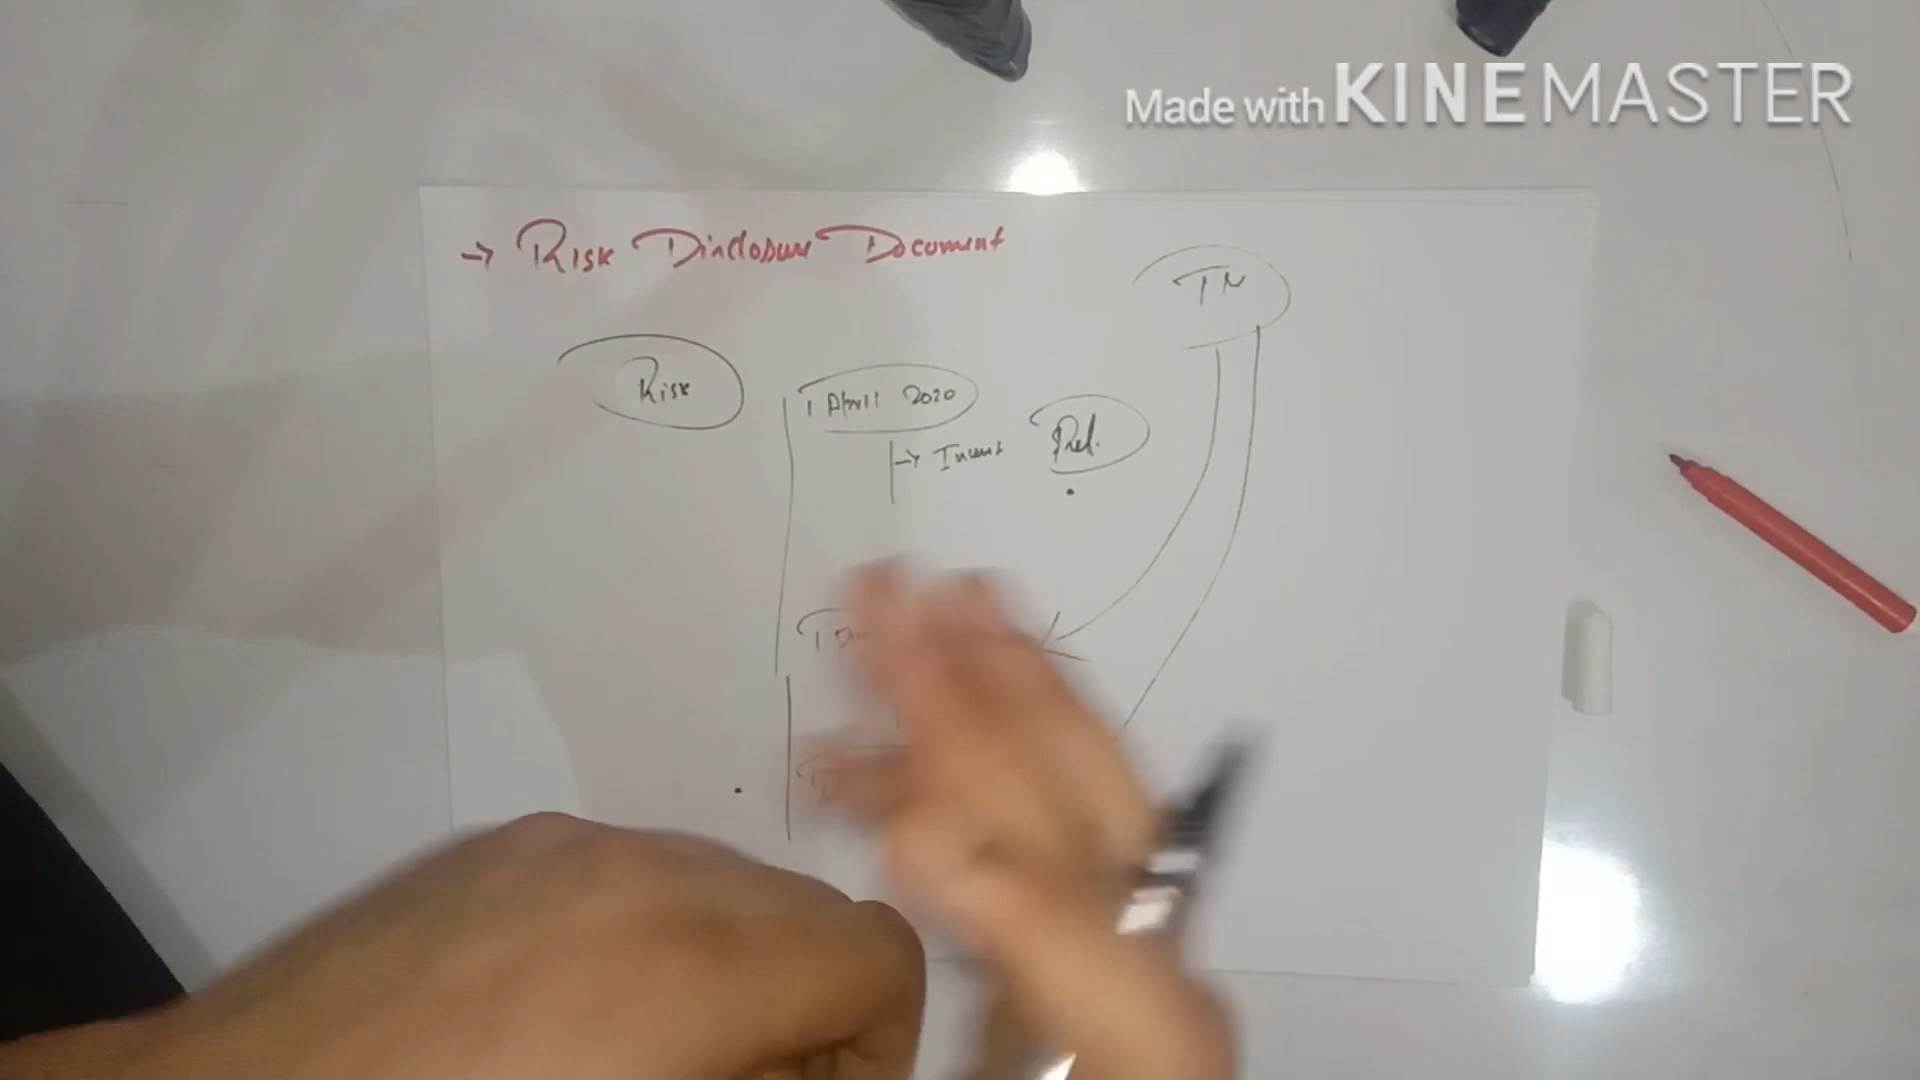 Made with KINEMASTER
→ Risk Disclosure Document
TN
Risk
1 April 2020
→ Invest
Rel.